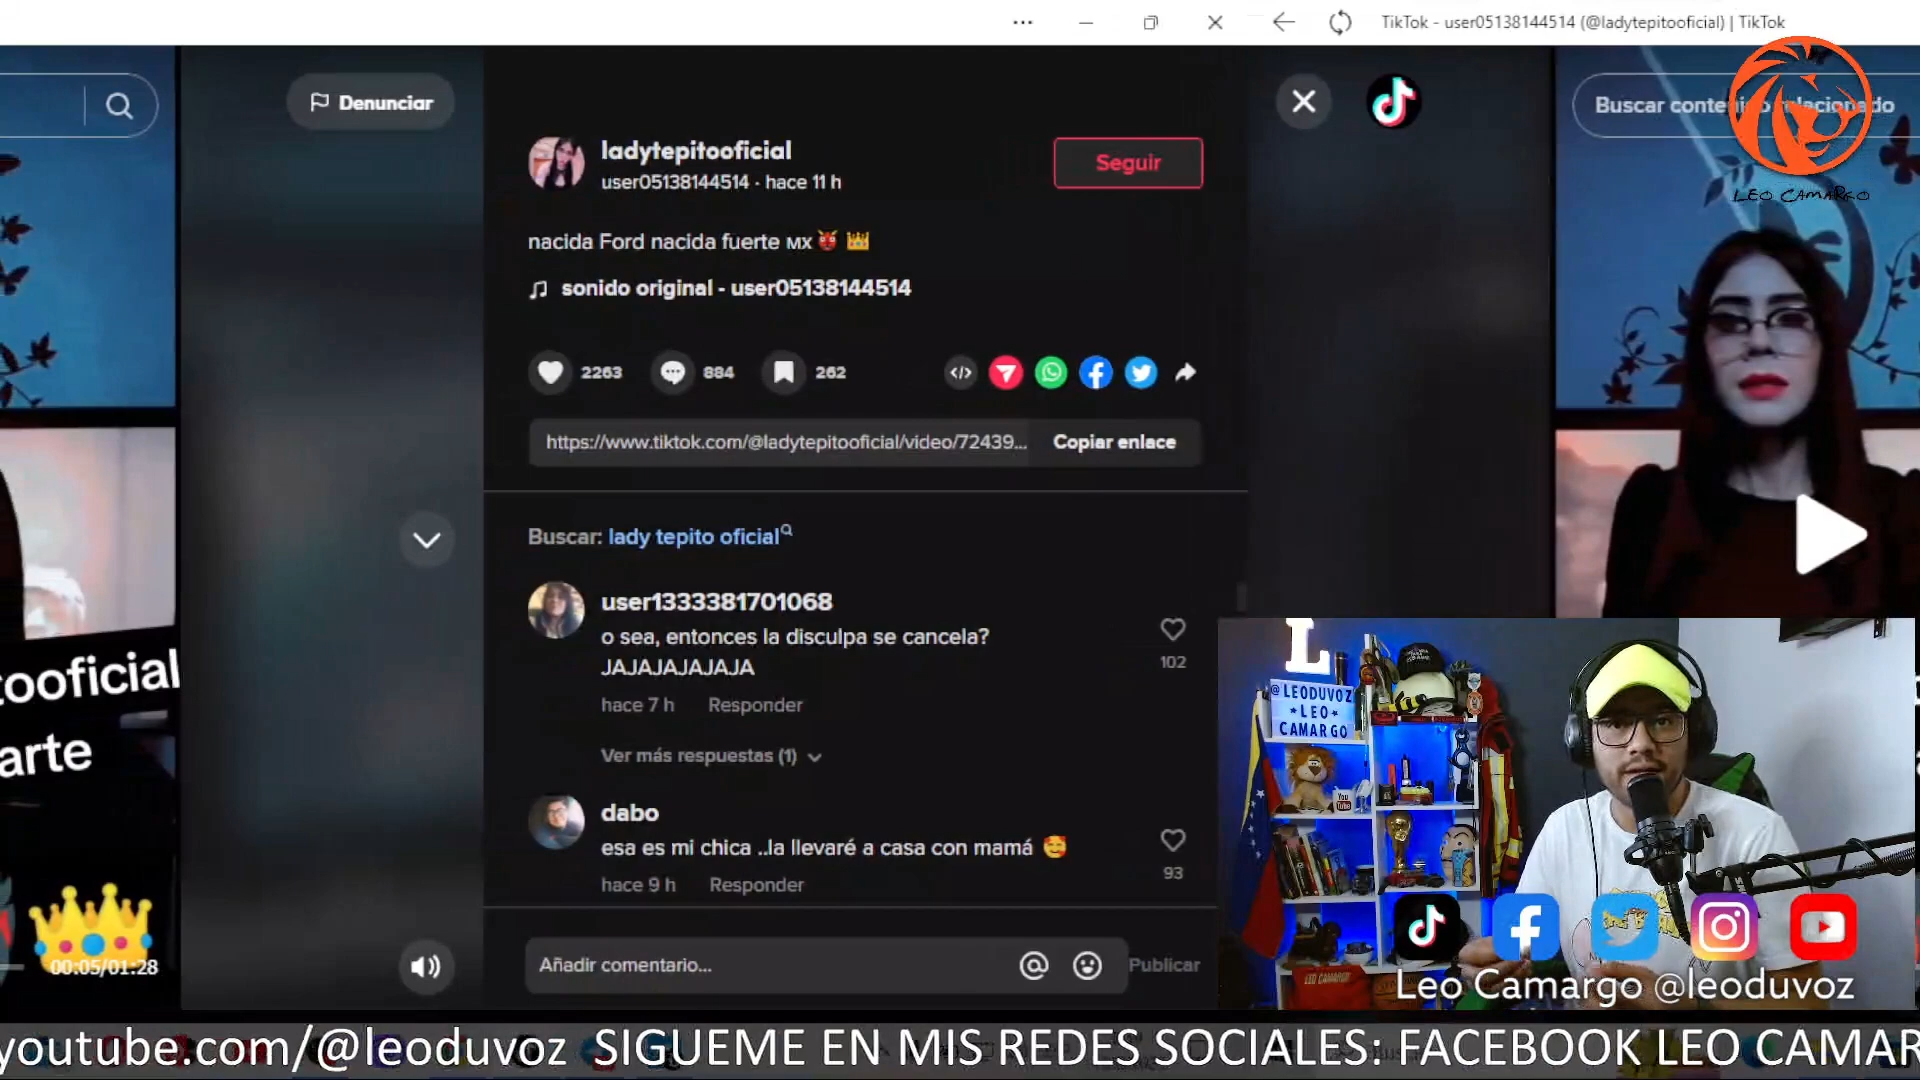 TikTok - user05138144514 (@ladytepitooficial) | TikTok
Denunciar
ladytepitooficial
user05138144514 · hace 11 h
Seguir
Buscar contenido relacionado
LEO CAMARGO
nacida Ford nacida fuerte мx👹 👑
sonido original - user05138144514
2263
884
262
https://www.tiktok.com/@ladytepitooficial/video/72439...
Copiar enlace
Buscar: lady tepito oficial
user1333381701068
o sea, entonces la disculpa se cancela?
JAJAJAJAJAJA
102
hace 7 h Responder
Ver más respuestas (1)
dabo
esa es mi chica ..la llevaré a casa con mamá 🥰
93
hace 9 h Responder
Añadir comentario...
Publicar
tooficial
arte
00:05/01:28
L
@LEODUVOZ
*LEO*
CAMARGO
You
Tube
LEO CAMARGO
Leo Camargo @leoduvoz
youtube.com/@leoduvoz SIGUEME EN MIS REDES SOCIALES: FACEBOOK LEO CAMAR